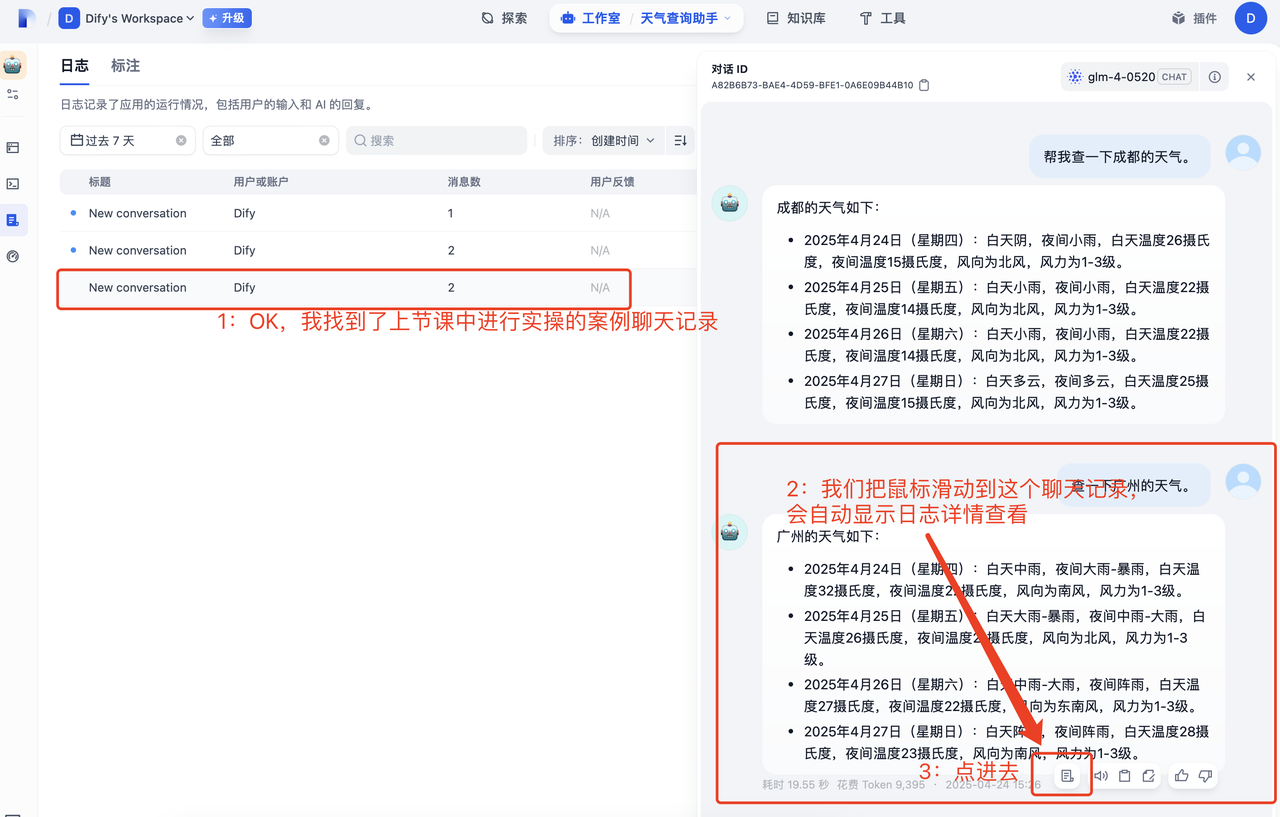 D Dify's Workspace 升级 探索 工作室 / 天气查询助手 知识库 工具 插件 D
日志 标注
日志记录了应用的运行情况，包括用户的输入和 AI 的回复。
过去 7 天 全部 搜索 排序： 创建时间
标题 用户或账户 消息数 用户反馈
New conversation Dify 1 N/A
New conversation Dify 2 N/A
New conversation Dify 2 N/A
1：OK，我找到了上节课中进行实操的案例聊天记录
对话 ID
A82B6B73-BAE4-4D59-BFE1-0A6E09B44B10
glm-4-0520 CHAT
帮我查一下成都的天气。
成都的天气如下：
• 2025年4月24日（星期四）：白天阴，夜间小雨，白天温度26摄氏
度，夜间温度15摄氏度，风向为北风，风力为1-3级。
• 2025年4月25日（星期五）：白天小雨，夜间小雨，白天温度22摄
氏度，夜间温度14摄氏度，风向为北风，风力为1-3级。
• 2025年4月26日（星期六）：白天小雨，夜间小雨，白天温度22摄
氏度，夜间温度14摄氏度，风向为北风，风力为1-3级。
• 2025年4月27日（星期日）：白天多云，夜间多云，白天温度25摄
氏度，夜间温度15摄氏度，风向为北风，风力为1-3级。
查一下广州的天气。
2：我们把鼠标滑动到这个聊天记录，
会自动显示日志详情查看
广州的天气如下：
• 2025年4月24日（星期四）：白天中雨，夜间大雨-暴雨，白天温
度32摄氏度，夜间温度2摄氏度，风向为南风，风力为1-3级。
• 2025年4月25日（星期五）：白天大雨-暴雨，夜间中雨-大雨，白
天温度26摄氏度，夜间温度2摄氏度，风向为北风，风力为1-3
级。
• 2025年4月26日（星期六）：白天中雨-大雨，夜间阵雨，白天温
度27摄氏度，夜间温度22摄氏度，风向为东南风，风力为1-3级。
• 2025年4月27日（星期日）：白天阵雨，夜间阵雨，白天温度28摄
氏度，夜间温度23摄氏度，风向为南风，风力为1-3级。
3：点进去
耗时 19.55 秒 花费 Token 9,395 · 2025-04-24 15:26